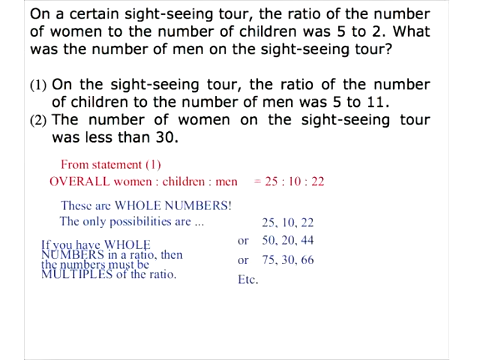 On a certain sight-seeing tour, the ratio of the number
of women to the number of children was 5 to 2. What
was the number of men on the sight-seeing tour?
(1) On the sight-seeing tour, the ratio of the number
of children to the number of men was 5 to 11.
(2) The number of women on the sight-seeing tour
was less than 30.
From statement (1)
OVERALL women : children : men = 25 : 10 : 22
These are WHOLE NUMBERS!
The only possibilities are ...
25, 10, 22
or 50, 20, 44
or 75, 30, 66
Etc.
If you have WHOLE
NUMBERS in a ratio, then
the numbers must be
MULTIPLES of the ratio.